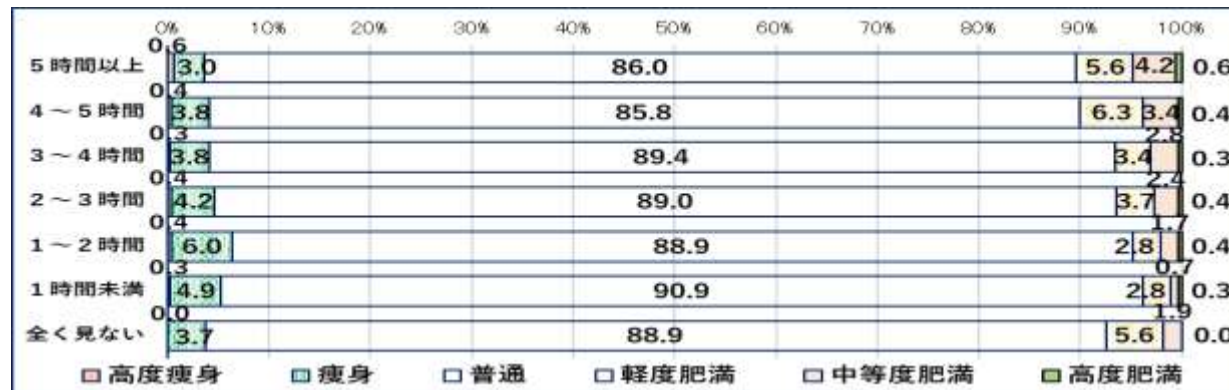 0% 10% 20% 30% 40% 50% 60% 70% 80% 90% 100%
0.6
5時間以上 3.0 86.0 5.6 4.2 0.6
0.4
4～5時間 3.8 85.8 6.3 3.4 0.4
0.3 2.8
3～4時間 3.8 89.4 3.4 0.3
0.4 2.4
2～3時間 4.2 89.0 3.7 0.4
0.4 1.7
1～2時間 6.0 88.9 2.8 0.4
0.3 0.7
1時間未満 4.9 90.9 2.8 0.3
0.0 1.9
全く見ない 3.7 88.9 5.6 0.0
高度痩身 痩身 普通 軽度肥満 中等度肥満 高度肥満